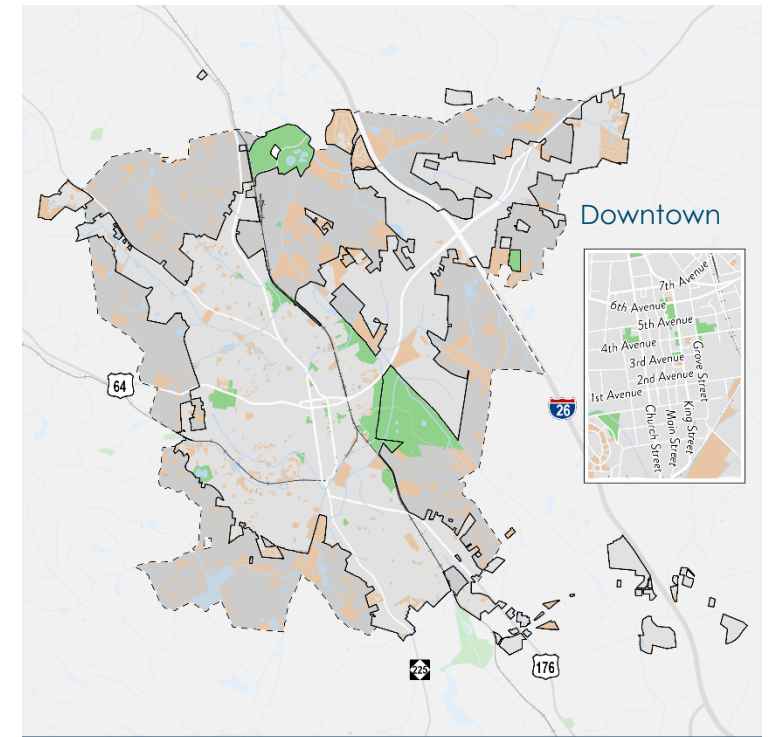 Downtown
7th Avenue
6th Avenue
5th Avenue
4th Avenue
3rd Avenue
2nd Avenue
1st Avenue
Grove Street
King Street
Main Street
Church Street
64
26
225
176